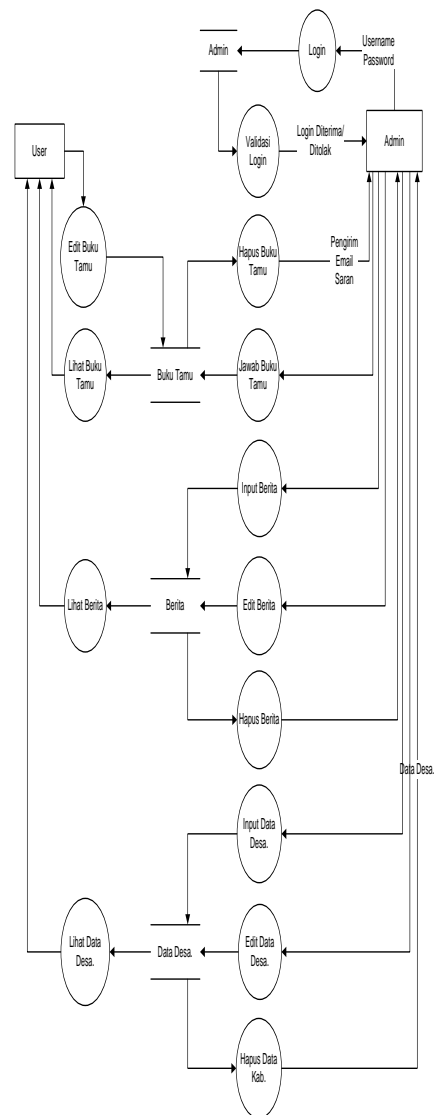 Admin
Login
Username
Password
User
Validasi
Login
Login Diterima/
Ditolak
Admin
Edit Buku
Tamu
Hapus Buku
Tamu
Pengirim
Email
Saran
Lihat Buku
Tamu
Buku Tamu
Jawab Buku
Tamu
Input Berita
Lihat Berita
Berita
Edit Berita
Hapus Berita
Data Desa.
Input Data
Desa.
Lihat Data
Desa.
Data Desa.
Edit Data
Desa.
Hapus Data
Kab.